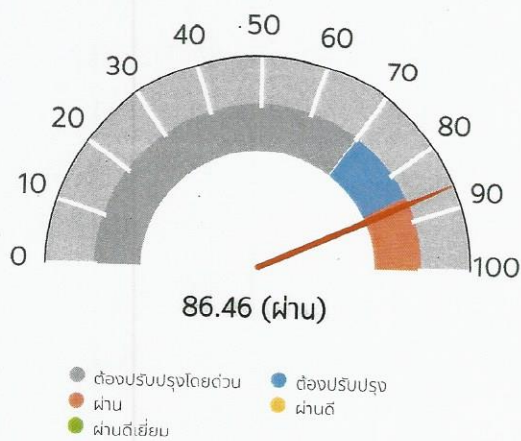 0
10
20
30
40
50
60
70
80
90
100
86.46 (ผ่าน)
ต้องปรับปรุงโดยด่วน
ต้องปรับปรุง
ผ่าน
ผ่านดี
ผ่านดีเยี่ยม